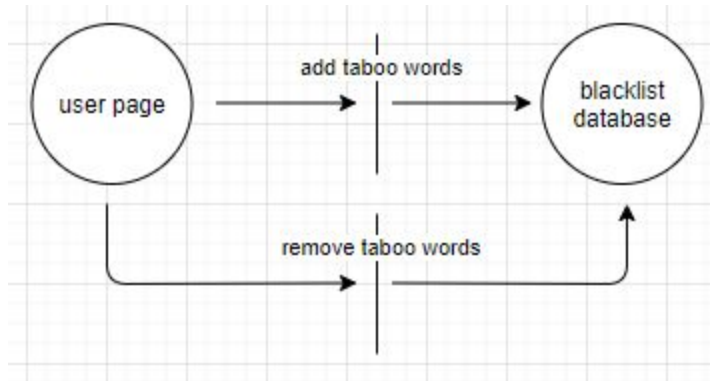 add taboo words
user page
blacklist
database
remove taboo words